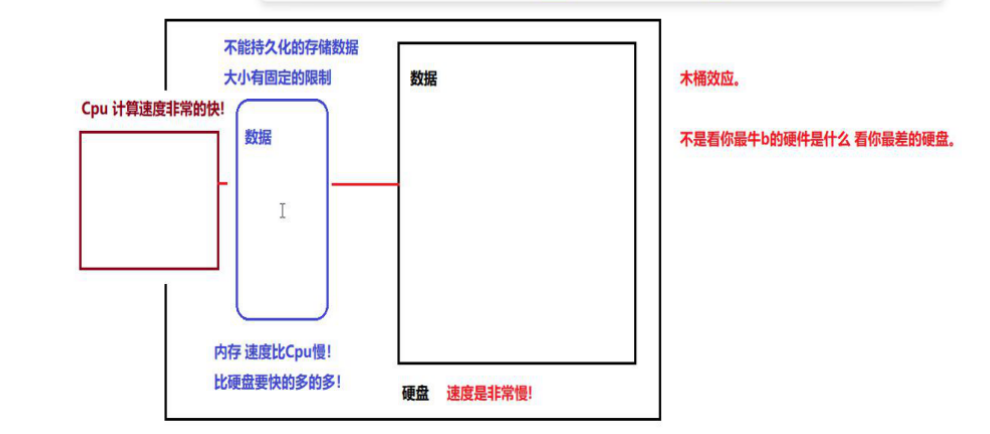 不能持久化的存储数据
大小有固定的限制
Cpu 计算速度非常的快!
数据
数据
木桶效应。
不是看你最牛b的硬件是什么 看你最差的硬盘。
内存 速度比Cpu慢!
比硬盘要快的多的多!
硬盘 速度是非常慢!